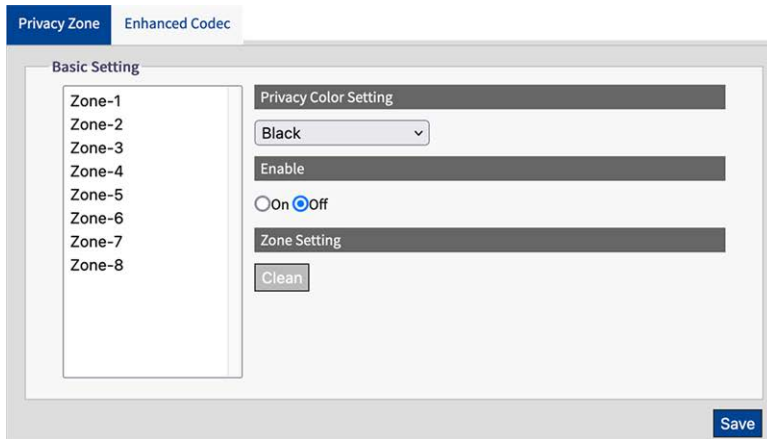 Privacy Zone
Enhanced Codec
Basic Setting
Zone-1
Zone-2
Zone-3
Zone-4
Zone-5
Zone-6
Zone-7
Zone-8
Privacy Color Setting
Black
Enable
On Off
Zone Setting
Clean
Save